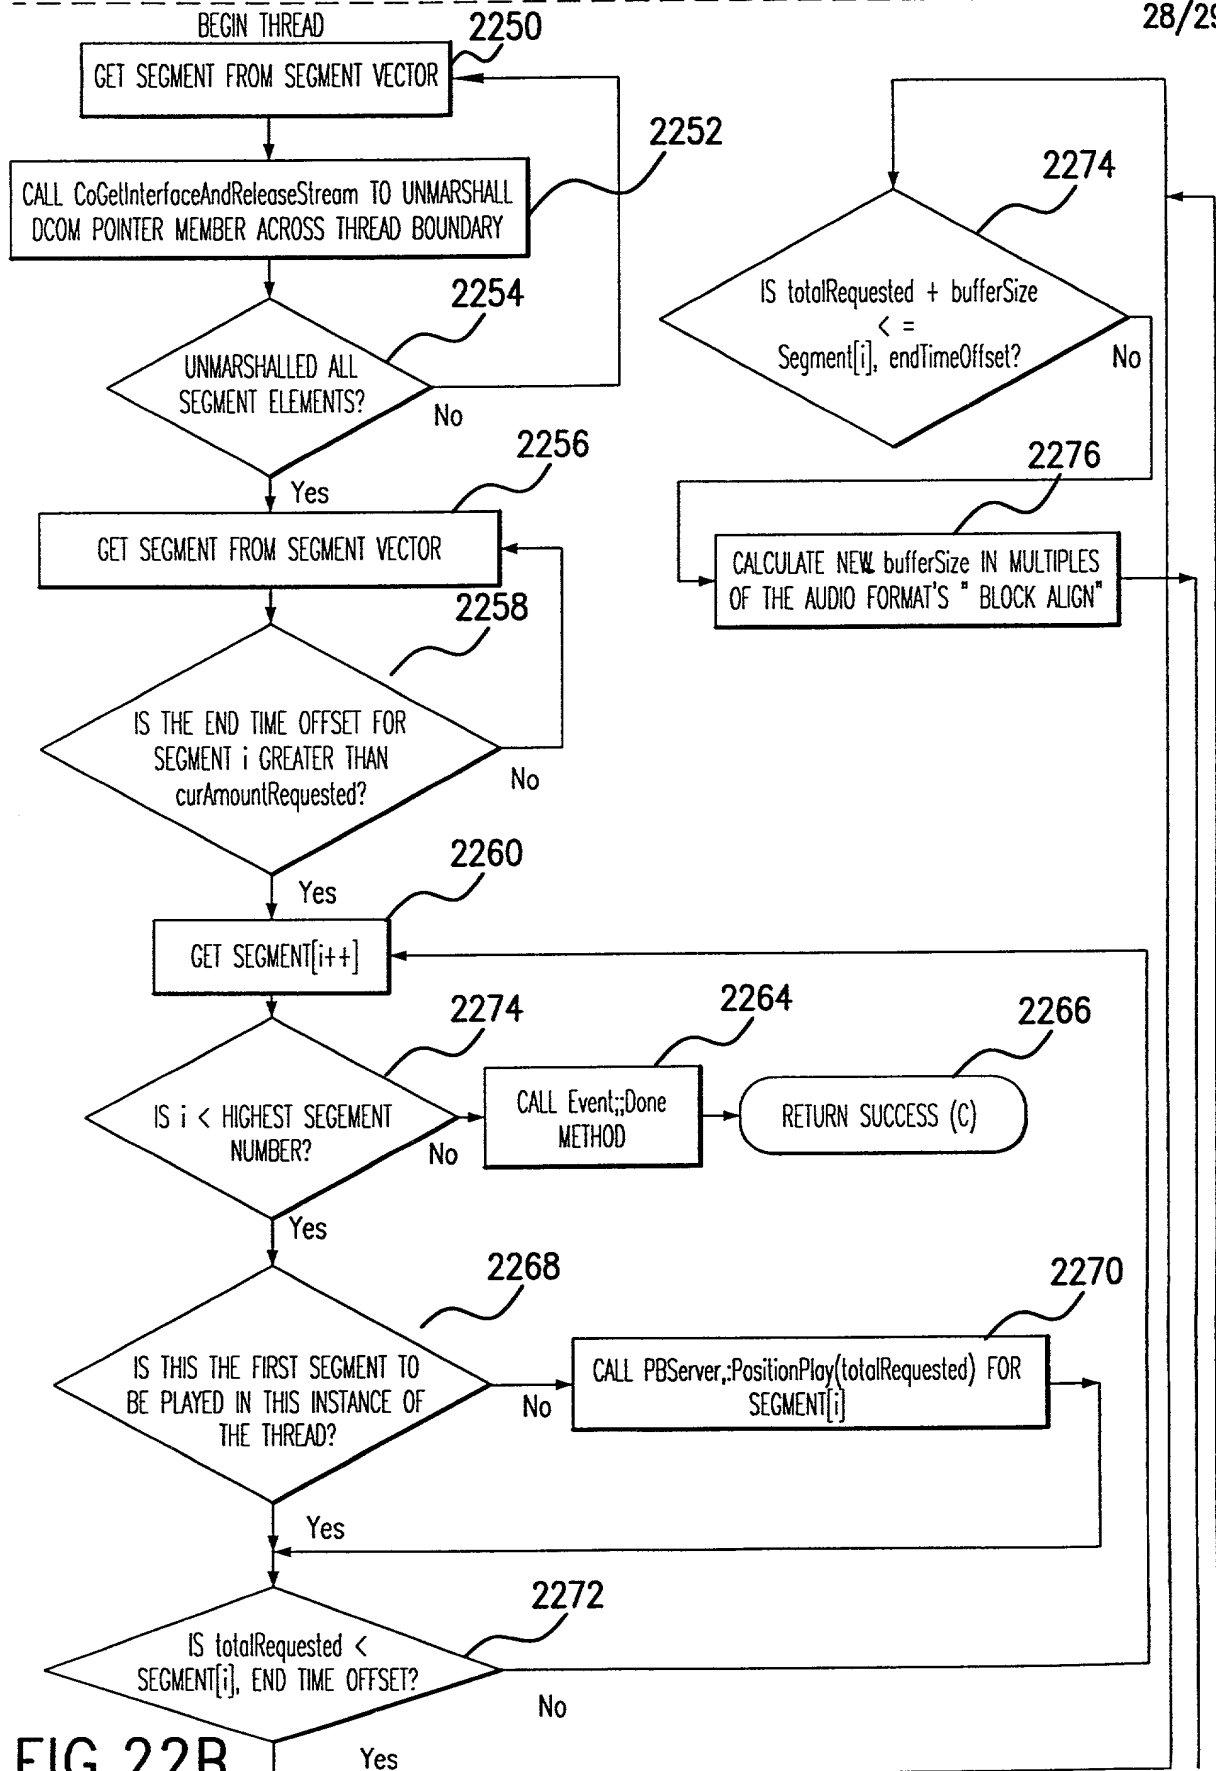 28/29
BEGIN THREAD
2250
GET SEGMENT FROM SEGMENT VECTOR
2252
CALL CoGetInterfaceAndReleaseStream TO UNMARSHALL
DCOM POINTER MEMBER ACROSS THREAD BOUNDARY
2254
UNMARSHALLED ALL
SEGMENT ELEMENTS?
No
Yes
2256
GET SEGMENT FROM SEGMENT VECTOR
2258
IS THE END TIME OFFSET FOR
SEGMENT i GREATER THAN
curAmountRequested?
No
Yes
2260
GET SEGMENT[i++]
2274
IS i < HIGHEST SEGEMENT
NUMBER?
No
Yes
2264
CALL Event;;Done
METHOD
2266
RETURN SUCCESS (C)
2268
IS THIS THE FIRST SEGMENT TO
BE PLAYED IN THIS INSTANCE OF
THE THREAD?
No
Yes
2270
CALL PBServer,:PositionPlay(totalRequested) FOR
SEGMENT[i]
2272
IS totalRequested <
SEGMENT[i], END TIME OFFSET?
No
Yes
2274
IS totalRequested + bufferSize
< =
Segment[i], endTimeOffset?
No
2276
CALCULATE NEW bufferSize IN MULTIPLES
OF THE AUDIO FORMAT'S " BLOCK ALIGN"
FIG. 22B